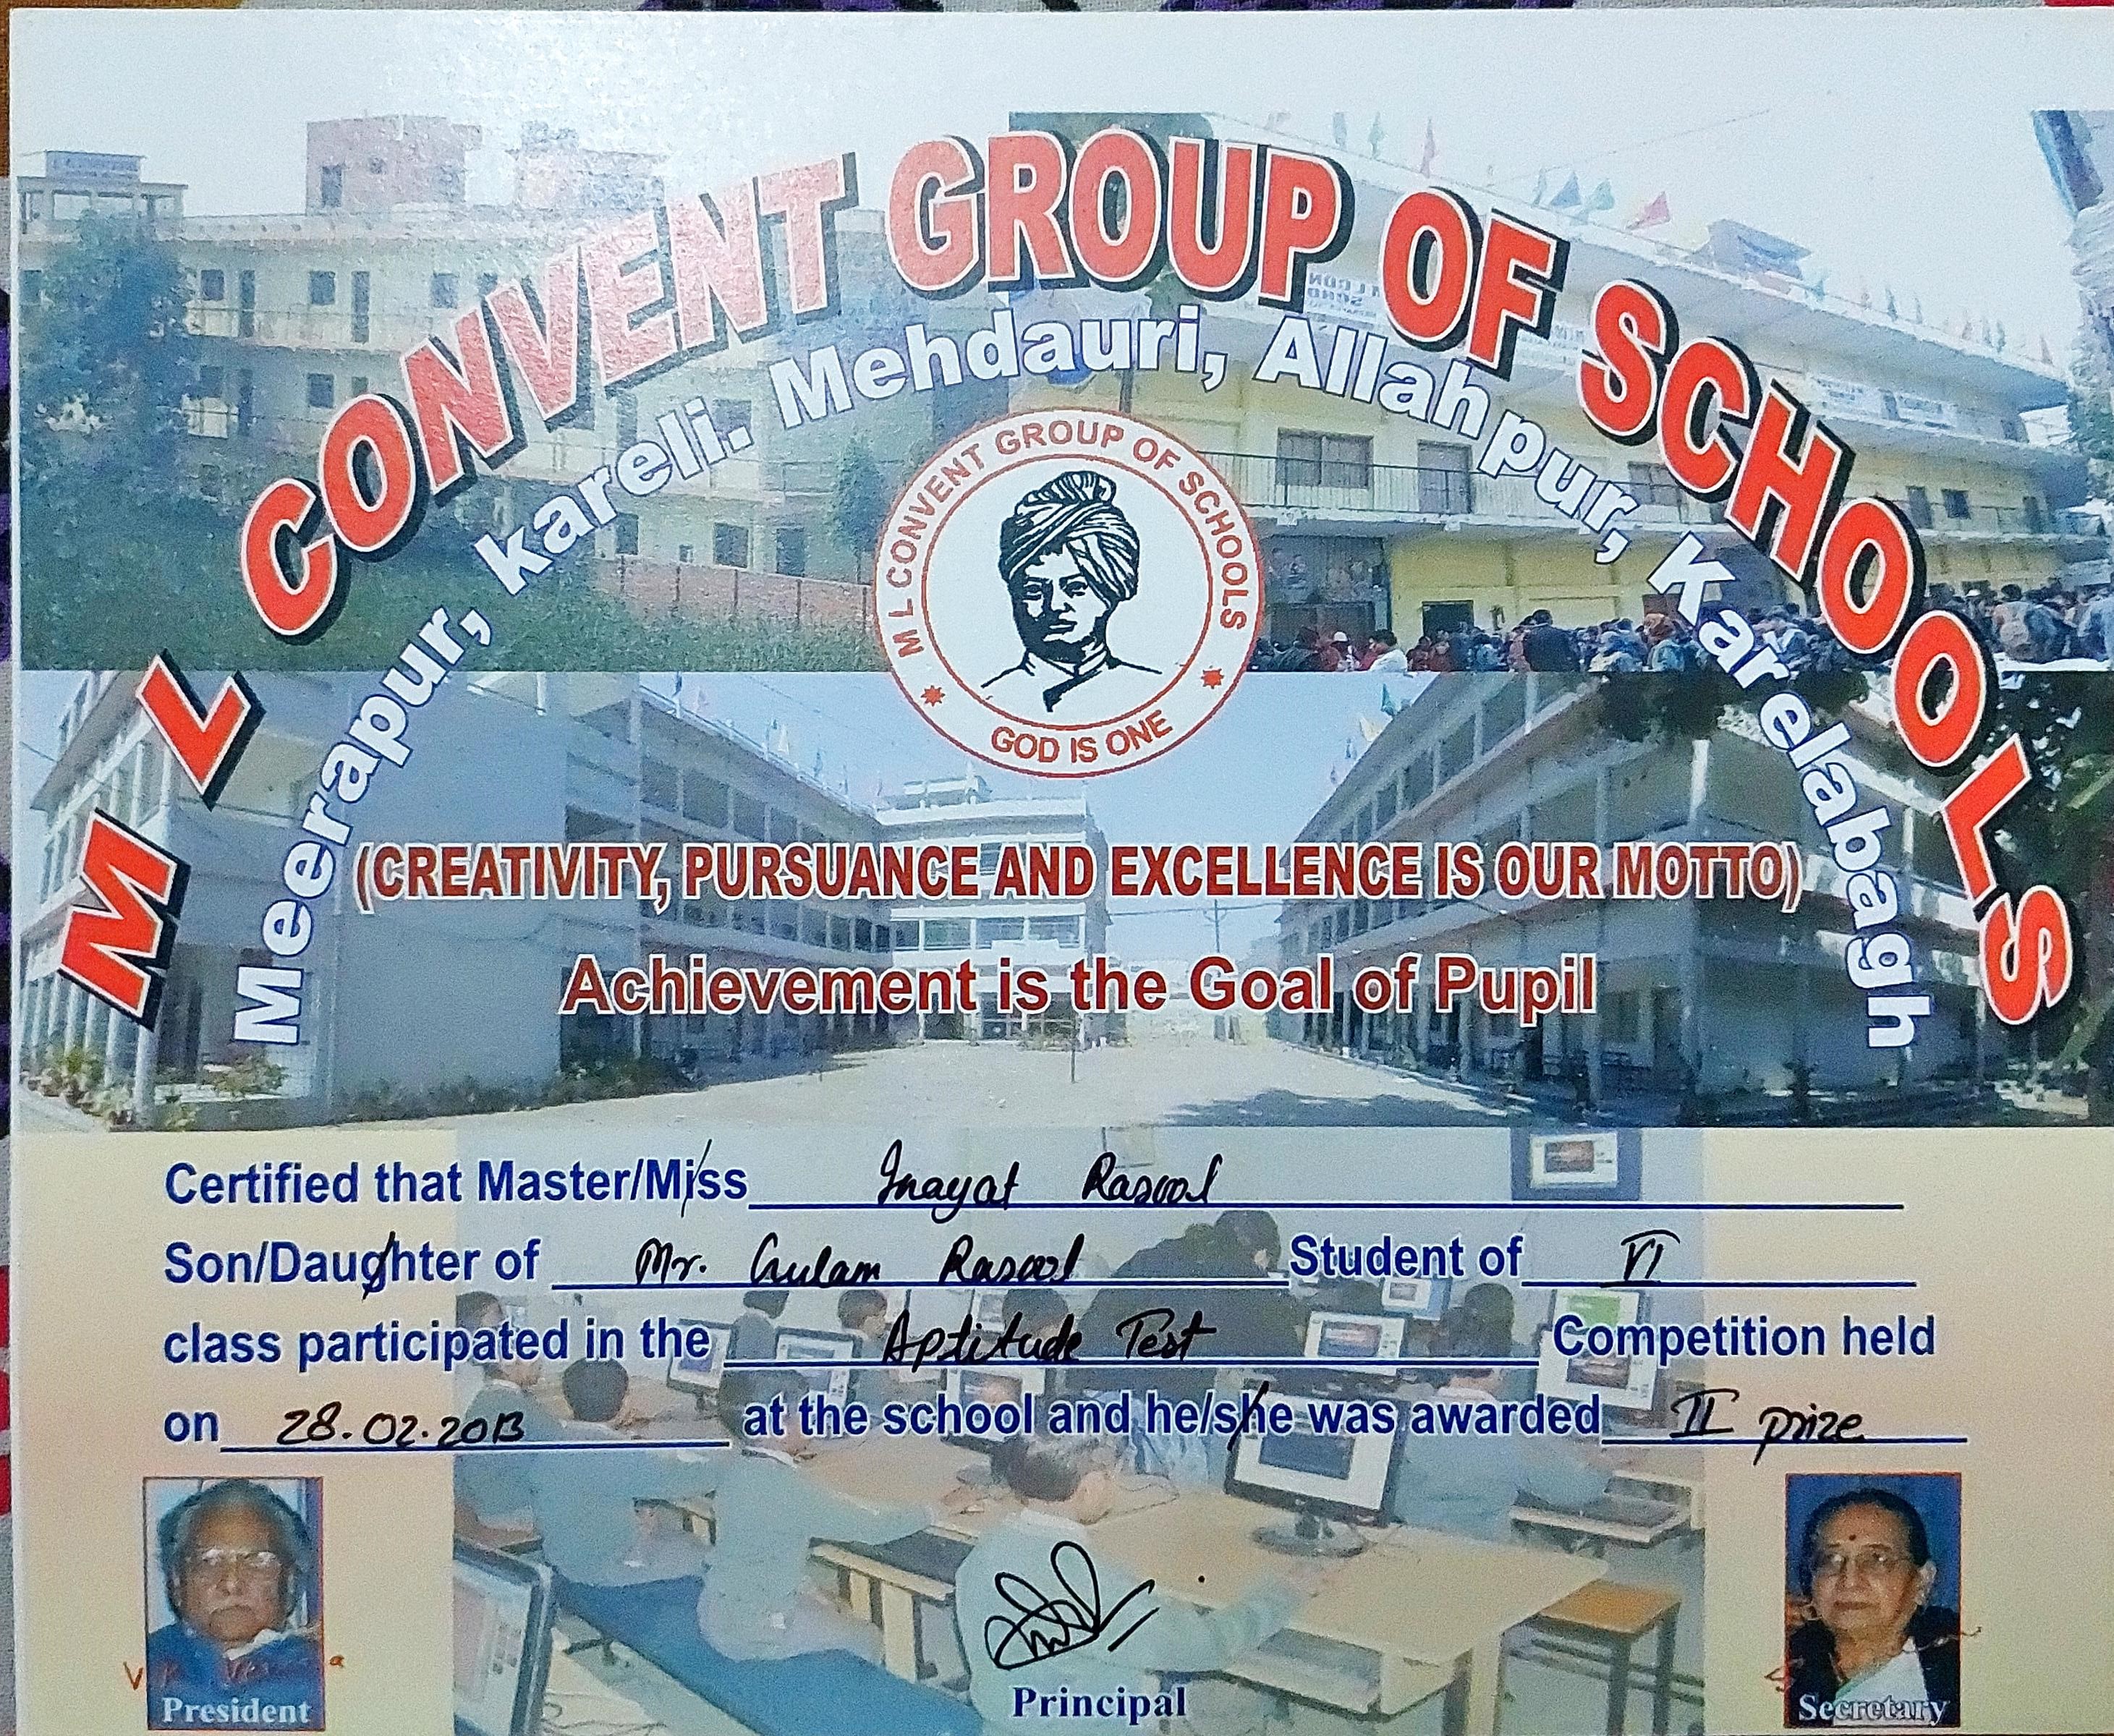 M L CONVENT GROUP OF SCHOOLS
Meerapur, kareli. Mehdauri, Allahpur, Karelabagh
M L CONVENT GROUP OF SCHOOLS
GOD IS ONE
(CREATIVITY, PURSUANCE AND EXCELLENCE IS OUR MOTTO)
Achievement is the Goal of Pupil
Certified that Master/Miss Inayat Rasool
Son/Daughter of Mr. Gulam Rasool Student of VI
class participated in the Aptitude Test Competition held
on 28.02.2013 at the school and he/she was awarded II prize
President
Principal
Secretary